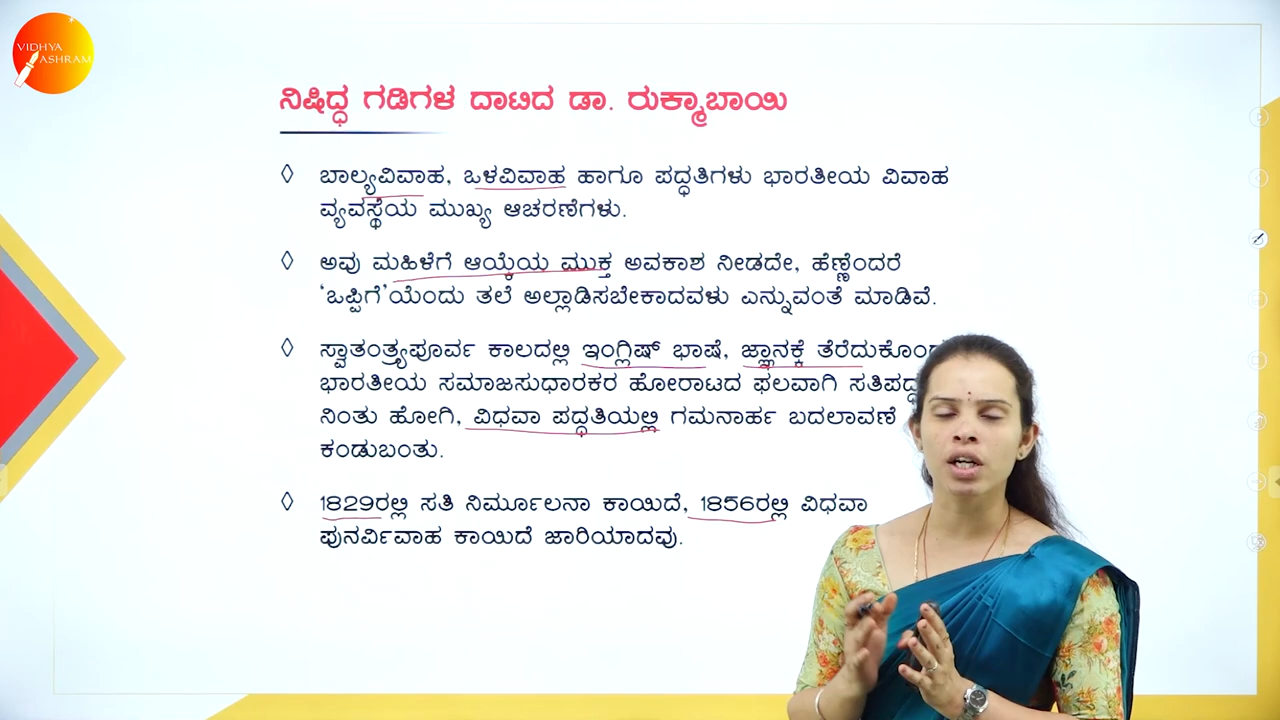 VIDHYA
ASHRAM
ನಿಷಿದ್ಧ ಗಡಿಗಳ ದಾಟಿದ ಡಾ. ರುಕ್ಮಾಬಾಯಿ
◊ ಬಾಲ್ಯವಿವಾಹ, ಒಳವಿವಾಹ ಹಾಗೂ ಪದ್ಧತಿಗಳು ಭಾರತೀಯ ವಿವಾಹ
ವ್ಯವಸ್ಥೆಯ ಮುಖ್ಯ ಆಚರಣೆಗಳು.
◊ ಅವು ಮಹಿಳೆಗೆ ಆಯ್ಕೆಯ ಮುಕ್ತ ಅವಕಾಶ ನೀಡದೇ, ಹೆಣ್ಣೆಂದರೆ
'ಒಪ್ಪಿಗೆ'ಯೆಂದು ತಲೆ ಅಲ್ಲಾಡಿಸಬೇಕಾದವಳು ಎನ್ನುವಂತೆ ಮಾಡಿವೆ.
◊ ಸ್ವಾತಂತ್ರ್ಯಪೂರ್ವ ಕಾಲದಲ್ಲಿ ಇಂಗ್ಲಿಷ್ ಭಾಷೆ, ಜ್ಞಾನಕ್ಕೆ
ಭಾರತೀಯ ಸಮಾಜಸುಧಾರಕರ ಹೋರಾಟದ ಫಲವಾಗಿ
ನಿಂತು ಹೋಗಿ, ವಿಧವಾ ಪದ್ಧತಿಯಲ್ಲಿ ಗಮನಾರ್ಹ ಬದಲಾವಣೆ
ಕಂಡುಬಂತು.
◊ 1829ರಲ್ಲಿ ಸತಿ ನಿರ್ಮೂಲನಾ ಕಾಯಿದೆ, 1856ರಲ್ಲಿ ವಿಧವಾ
ಪುನರ್ವಿವಾಹ ಕಾಯಿದೆ ಜಾರಿಯಾದವು.